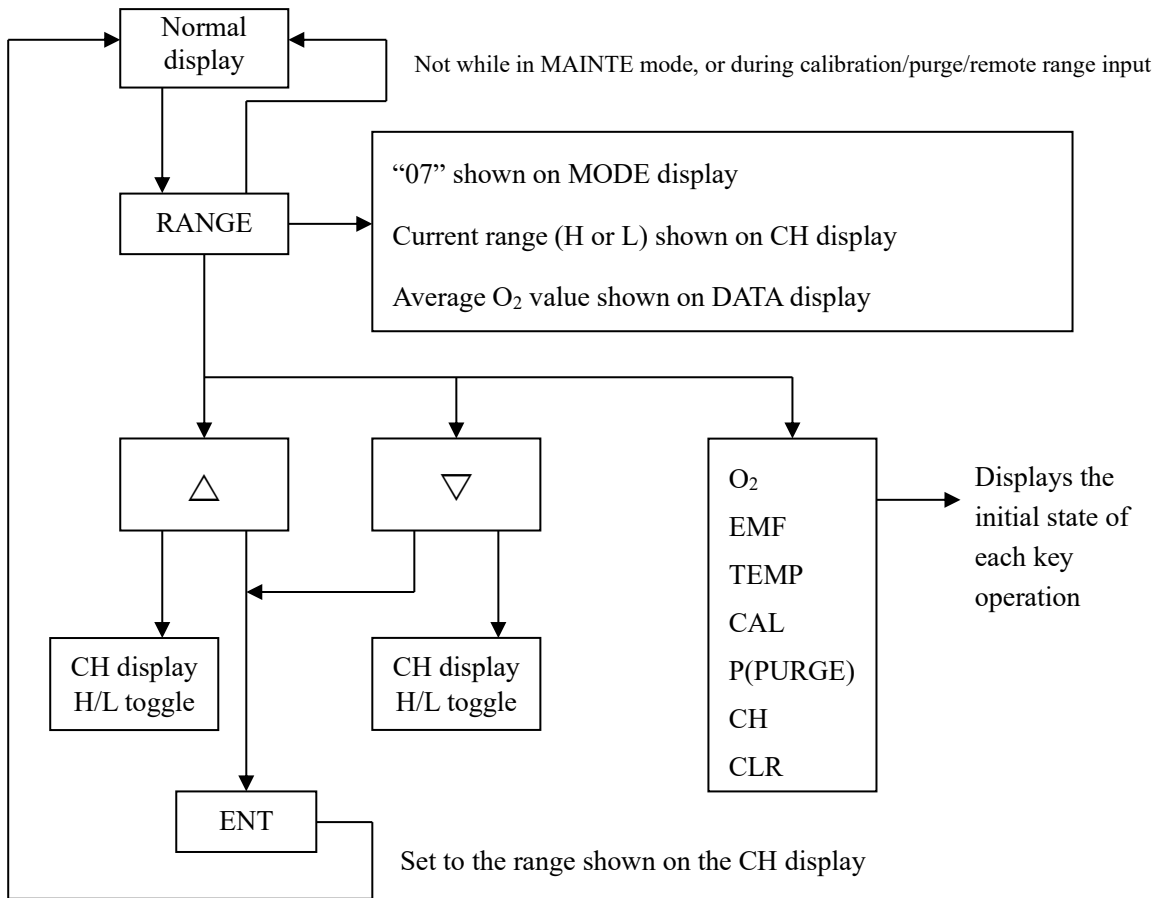 Normal
display
Not while in MAINTE mode, or during calibration/purge/remote range input
RANGE
“07” shown on MODE display
Current range (H or L) shown on CH display
Average O₂ value shown on DATA display
△
▽
O₂
EMF
TEMP
CAL
P(PURGE)
CH
CLR
Displays the
initial state of
each key
operation
CH display
H/L toggle
CH display
H/L toggle
ENT
Set to the range shown on the CH display